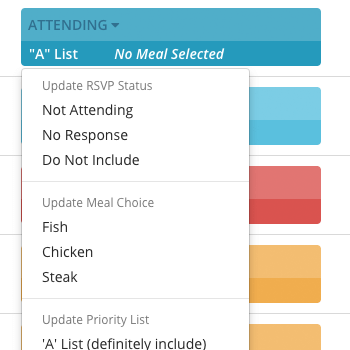 ATTENDING
"A" List No Meal Selected
Update RSVP Status
Not Attending
No Response
Do Not Include
Update Meal Choice
Fish
Chicken
Steak
Update Priority List
'A' List (definitely include)